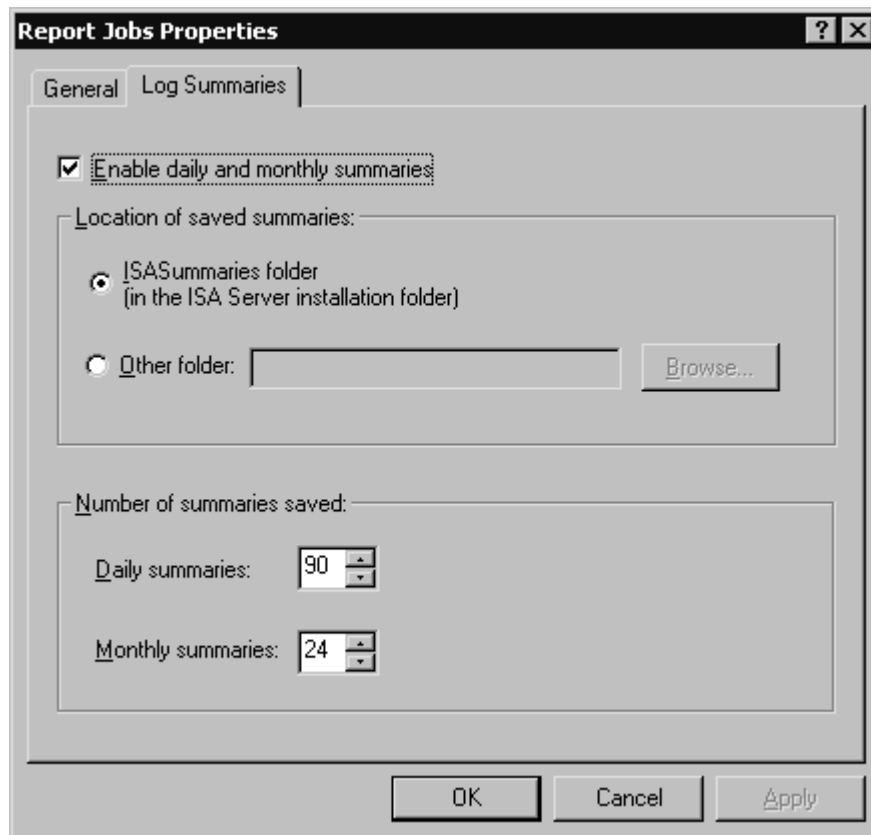 Report Jobs Properties
General Log Summaries
Enable daily and monthly summaries
Location of saved summaries:
ISASummaries folder
(in the ISA Server installation folder)
Other folder: Browse...
Number of summaries saved:
Daily summaries: 90
Monthly summaries: 24
OK Cancel Apply